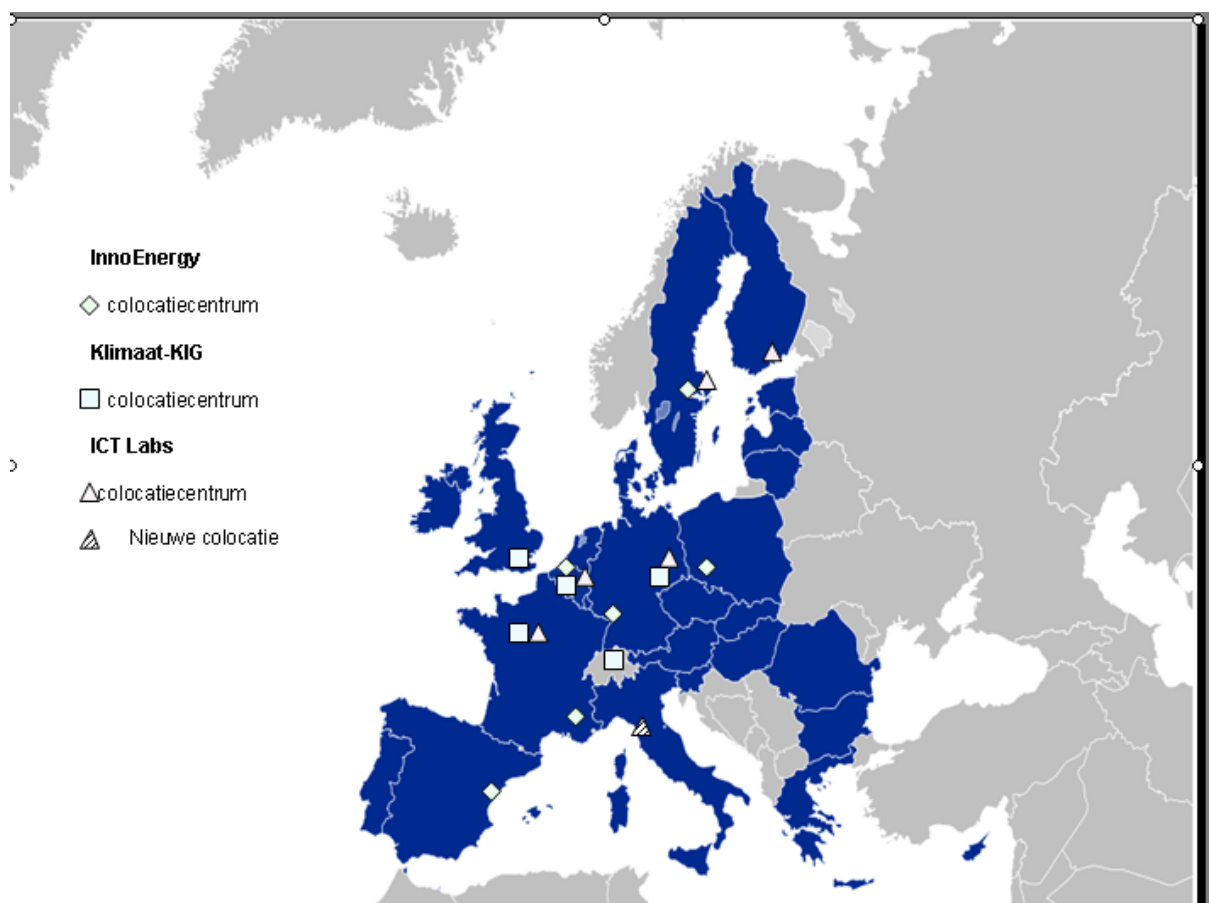 InnoEnergy
colocatiecentrum
Klimaat-KIG
colocatiecentrum
ICT Labs
colocatiecentrum
Nieuwe colocatie